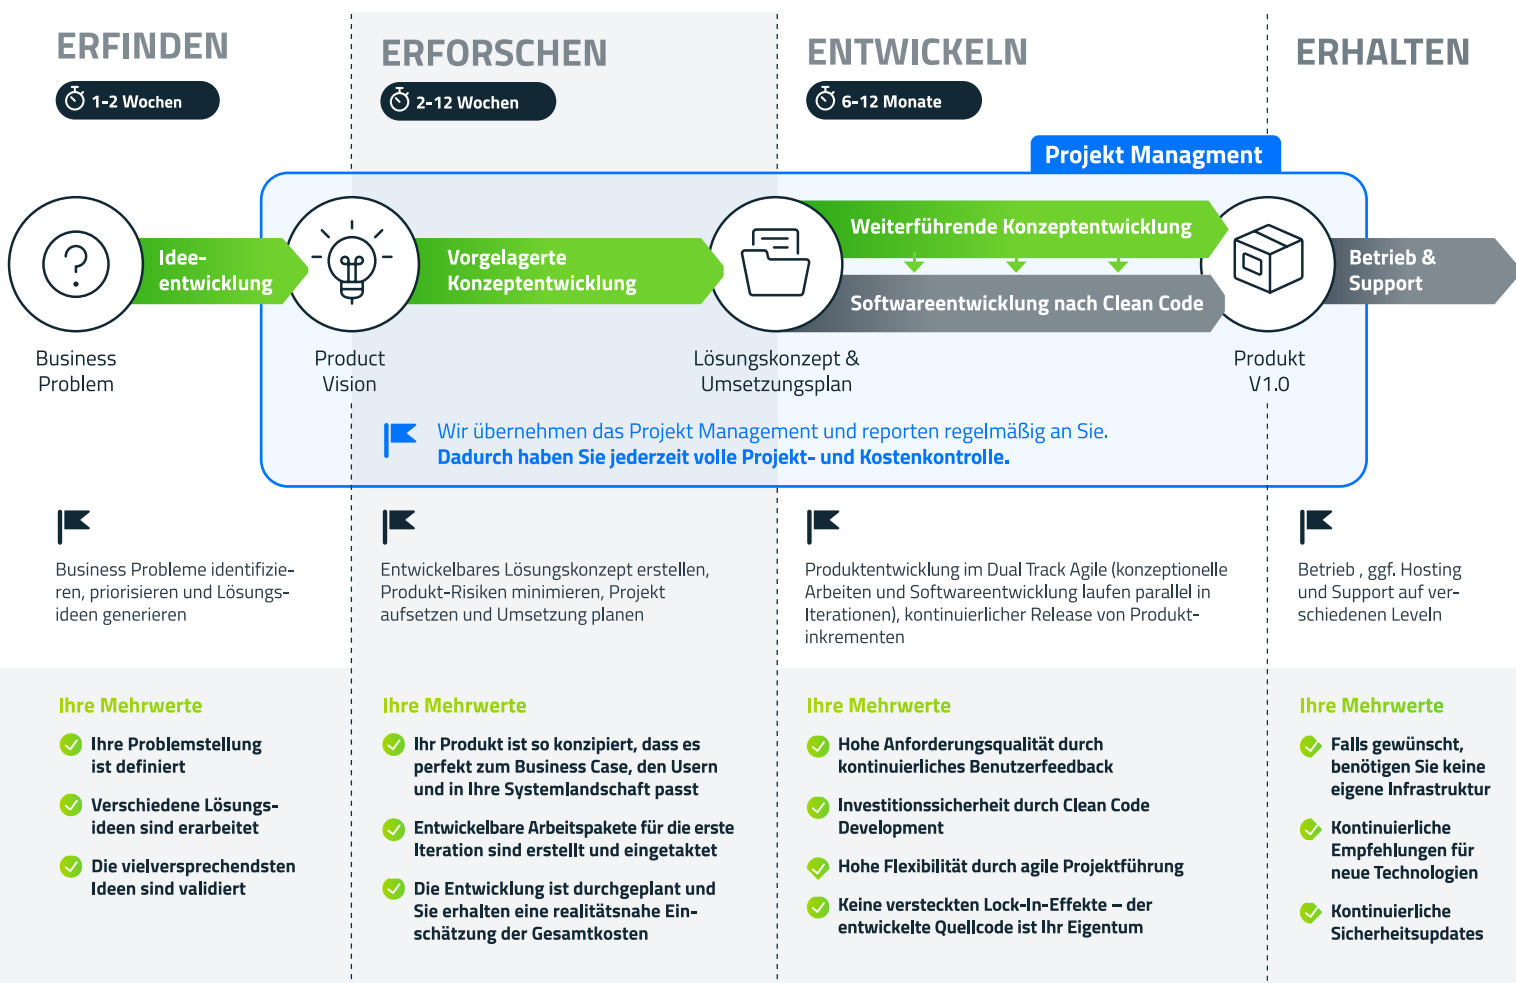 ERFINDEN
1-2 Wochen
ERFORSCHEN
2-12 Wochen
ENTWICKELN
6-12 Monate
ERHALTEN
Projekt Managment
Idee-
entwicklung
Vorgelagerte
Konzeptentwicklung
Weiterführende Konzeptentwicklung
Softwareentwicklung nach Clean Code
Betrieb &
Support
Business
Problem
Product
Vision
Lösungskonzept &
Umsetzungsplan
Produkt
V1.0
Wir übernehmen das Projekt Management und reporten regelmäßig an Sie.
Dadurch haben Sie jederzeit volle Projekt- und Kostenkontrolle.
Business Probleme identifizie-
ren, priorisieren und Lösungs-
ideen generieren
Entwickelbares Lösungskonzept erstellen,
Produkt-Risiken minimieren, Projekt
aufsetzen und Umsetzung planen
Produktentwicklung im Dual Track Agile (konzeptionelle
Arbeiten und Softwareentwicklung laufen parallel in
Iterationen), kontinuierlicher Release von Produkt-
inkrementen
Betrieb , ggf. Hosting
und Support auf ver-
schiedenen Leveln
Ihre Mehrwerte
Ihre Problemstellung
ist definiert
Verschiedene Lösungs-
ideen sind erarbeitet
Die vielversprechendsten
Ideen sind validiert
Ihre Mehrwerte
Ihr Produkt ist so konzipiert, dass es
perfekt zum Business Case, den Usern
und in Ihre Systemlandschaft passt
Entwickelbare Arbeitspakete für die erste
Iteration sind erstellt und eingetaktet
Die Entwicklung ist durchgeplant und
Sie erhalten eine realitätsnahe Ein-
schätzung der Gesamtkosten
Ihre Mehrwerte
Hohe Anforderungsqualität durch
kontinuierliches Benutzerfeedback
Investitionssicherheit durch Clean Code
Development
Hohe Flexibilität durch agile Projektführung
Keine versteckten Lock-In-Effekte – der
entwickelte Quellcode ist Ihr Eigentum
Ihre Mehrwerte
Falls gewünscht,
benötigen Sie keine
eigene Infrastruktur
Kontinuierliche
Empfehlungen für
neue Technologien
Kontinuierliche
Sicherheitsupdates